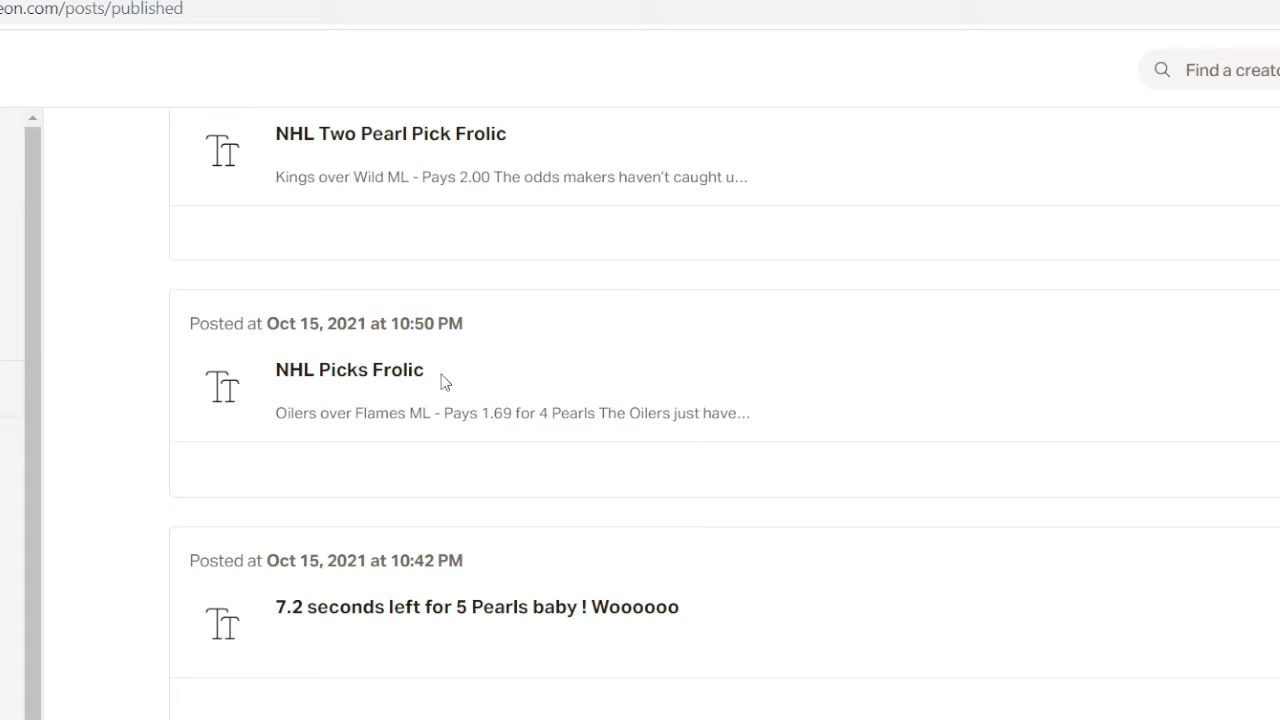 eon.com/posts/published
Find a creato
NHL Two Pearl Pick Frolic
Kings over Wild ML - Pays 2.00 The odds makers haven't caught u...
Posted at Oct 15, 2021 at 10:50 PM
NHL Picks Frolic
Oilers over Flames ML - Pays 1.69 for 4 Pearls The Oilers just have...
Posted at Oct 15, 2021 at 10:42 PM
7.2 seconds left for 5 Pearls baby ! Woooooo